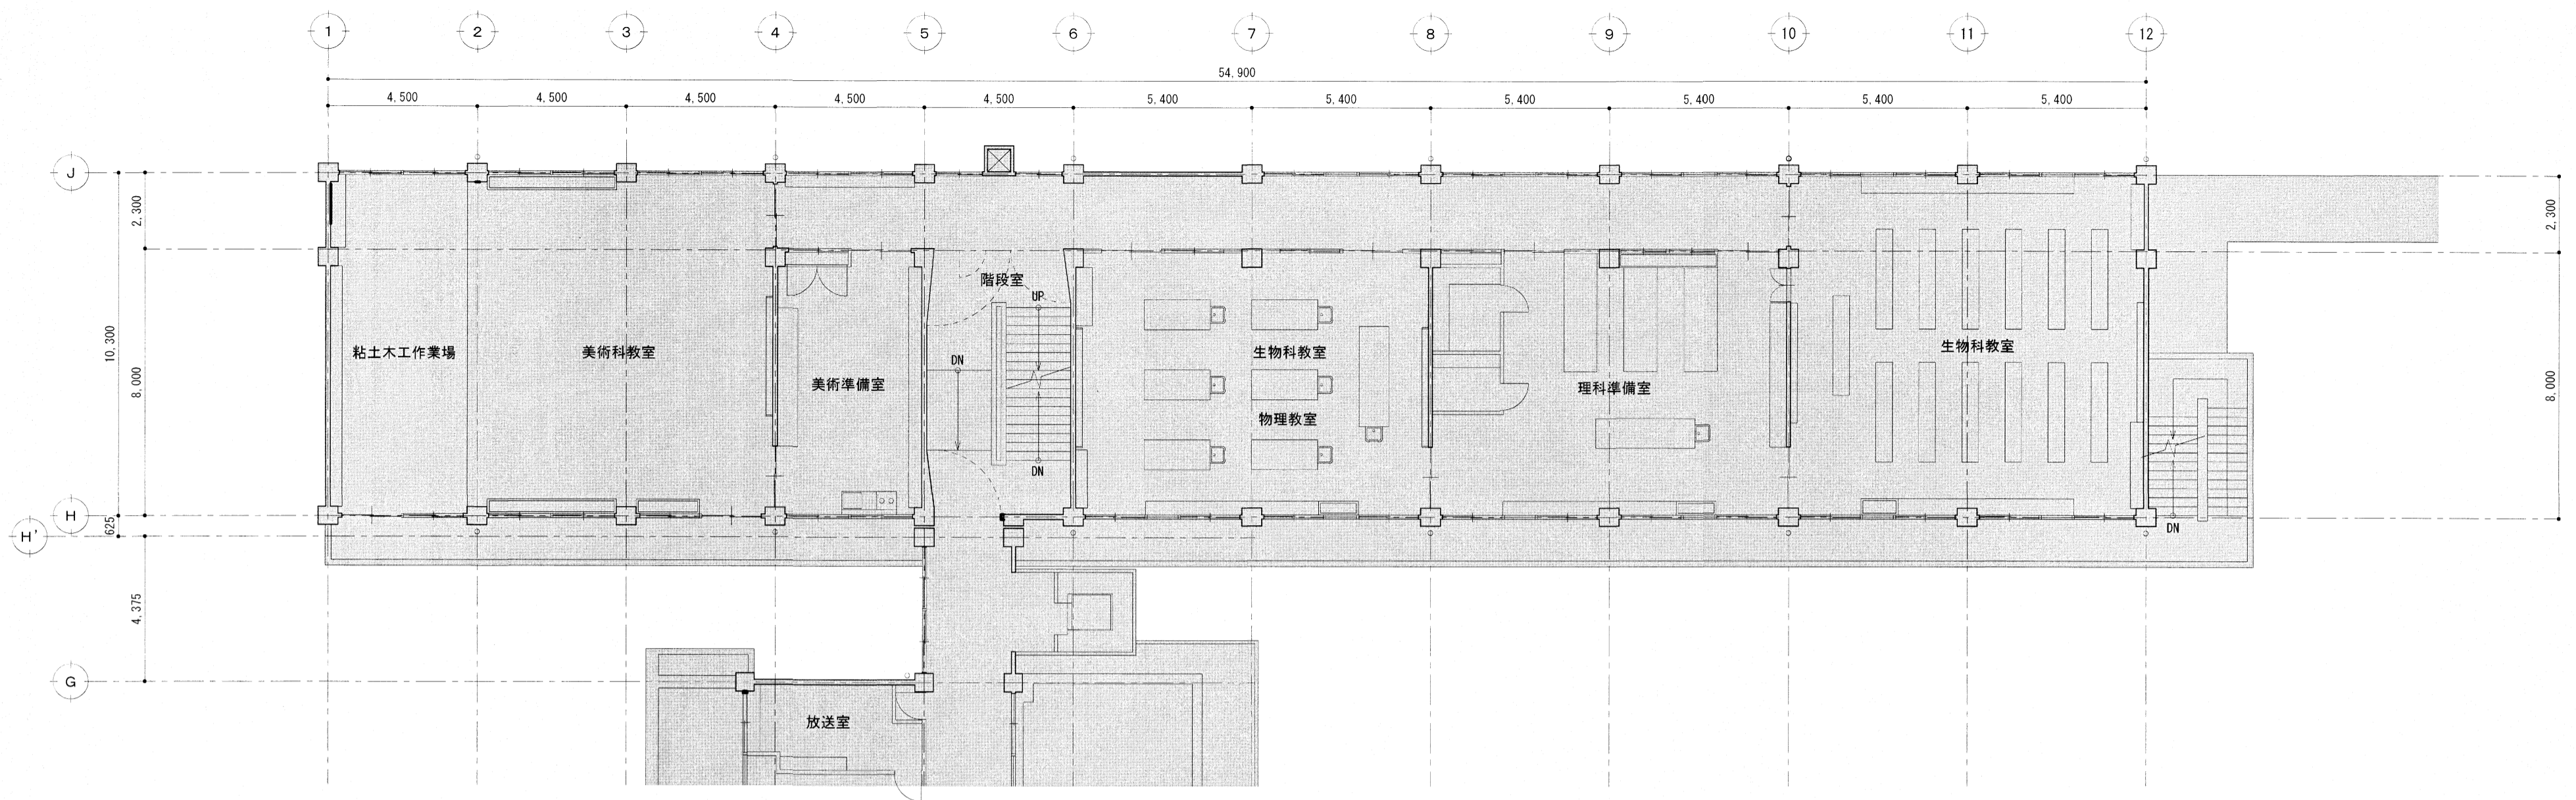 1 2 3 4 5 6 7 8 9 10 11 12
54,900
4,500 4,500 4,500 4,500 4,500 5,400 5,400 5,400 5,400 5,400 5,400
J
2,300
2,300
階段室
UP
10,300
粘土木工作業場
美術科教室
生物科教室
生物科教室
DN
8,000
美術準備室
理科準備室
8,000
物理教室
DN
H
625
DN
H'
4,375
G
放送室